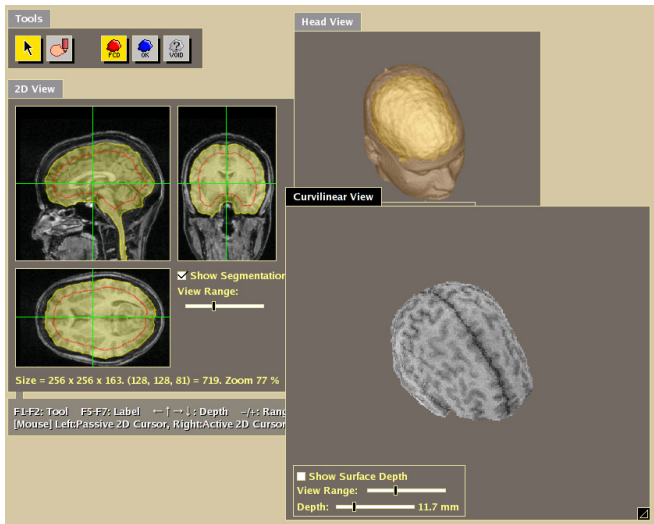 Tools
FCD
OK
VOID
Head View
2D View
Curvilinear View
Show Segmentation
View Range:
Size = 256 x 256 x 163. (128, 128, 81) = 719. Zoom 77 %
F1-F2: Tool F5-F7: Label ←↑→↓: Depth -/+: Rang
[Mouse] Left:Passive 2D Cursor, Right:Active 2D Cursor
Show Surface Depth
View Range:
Depth: 11.7 mm